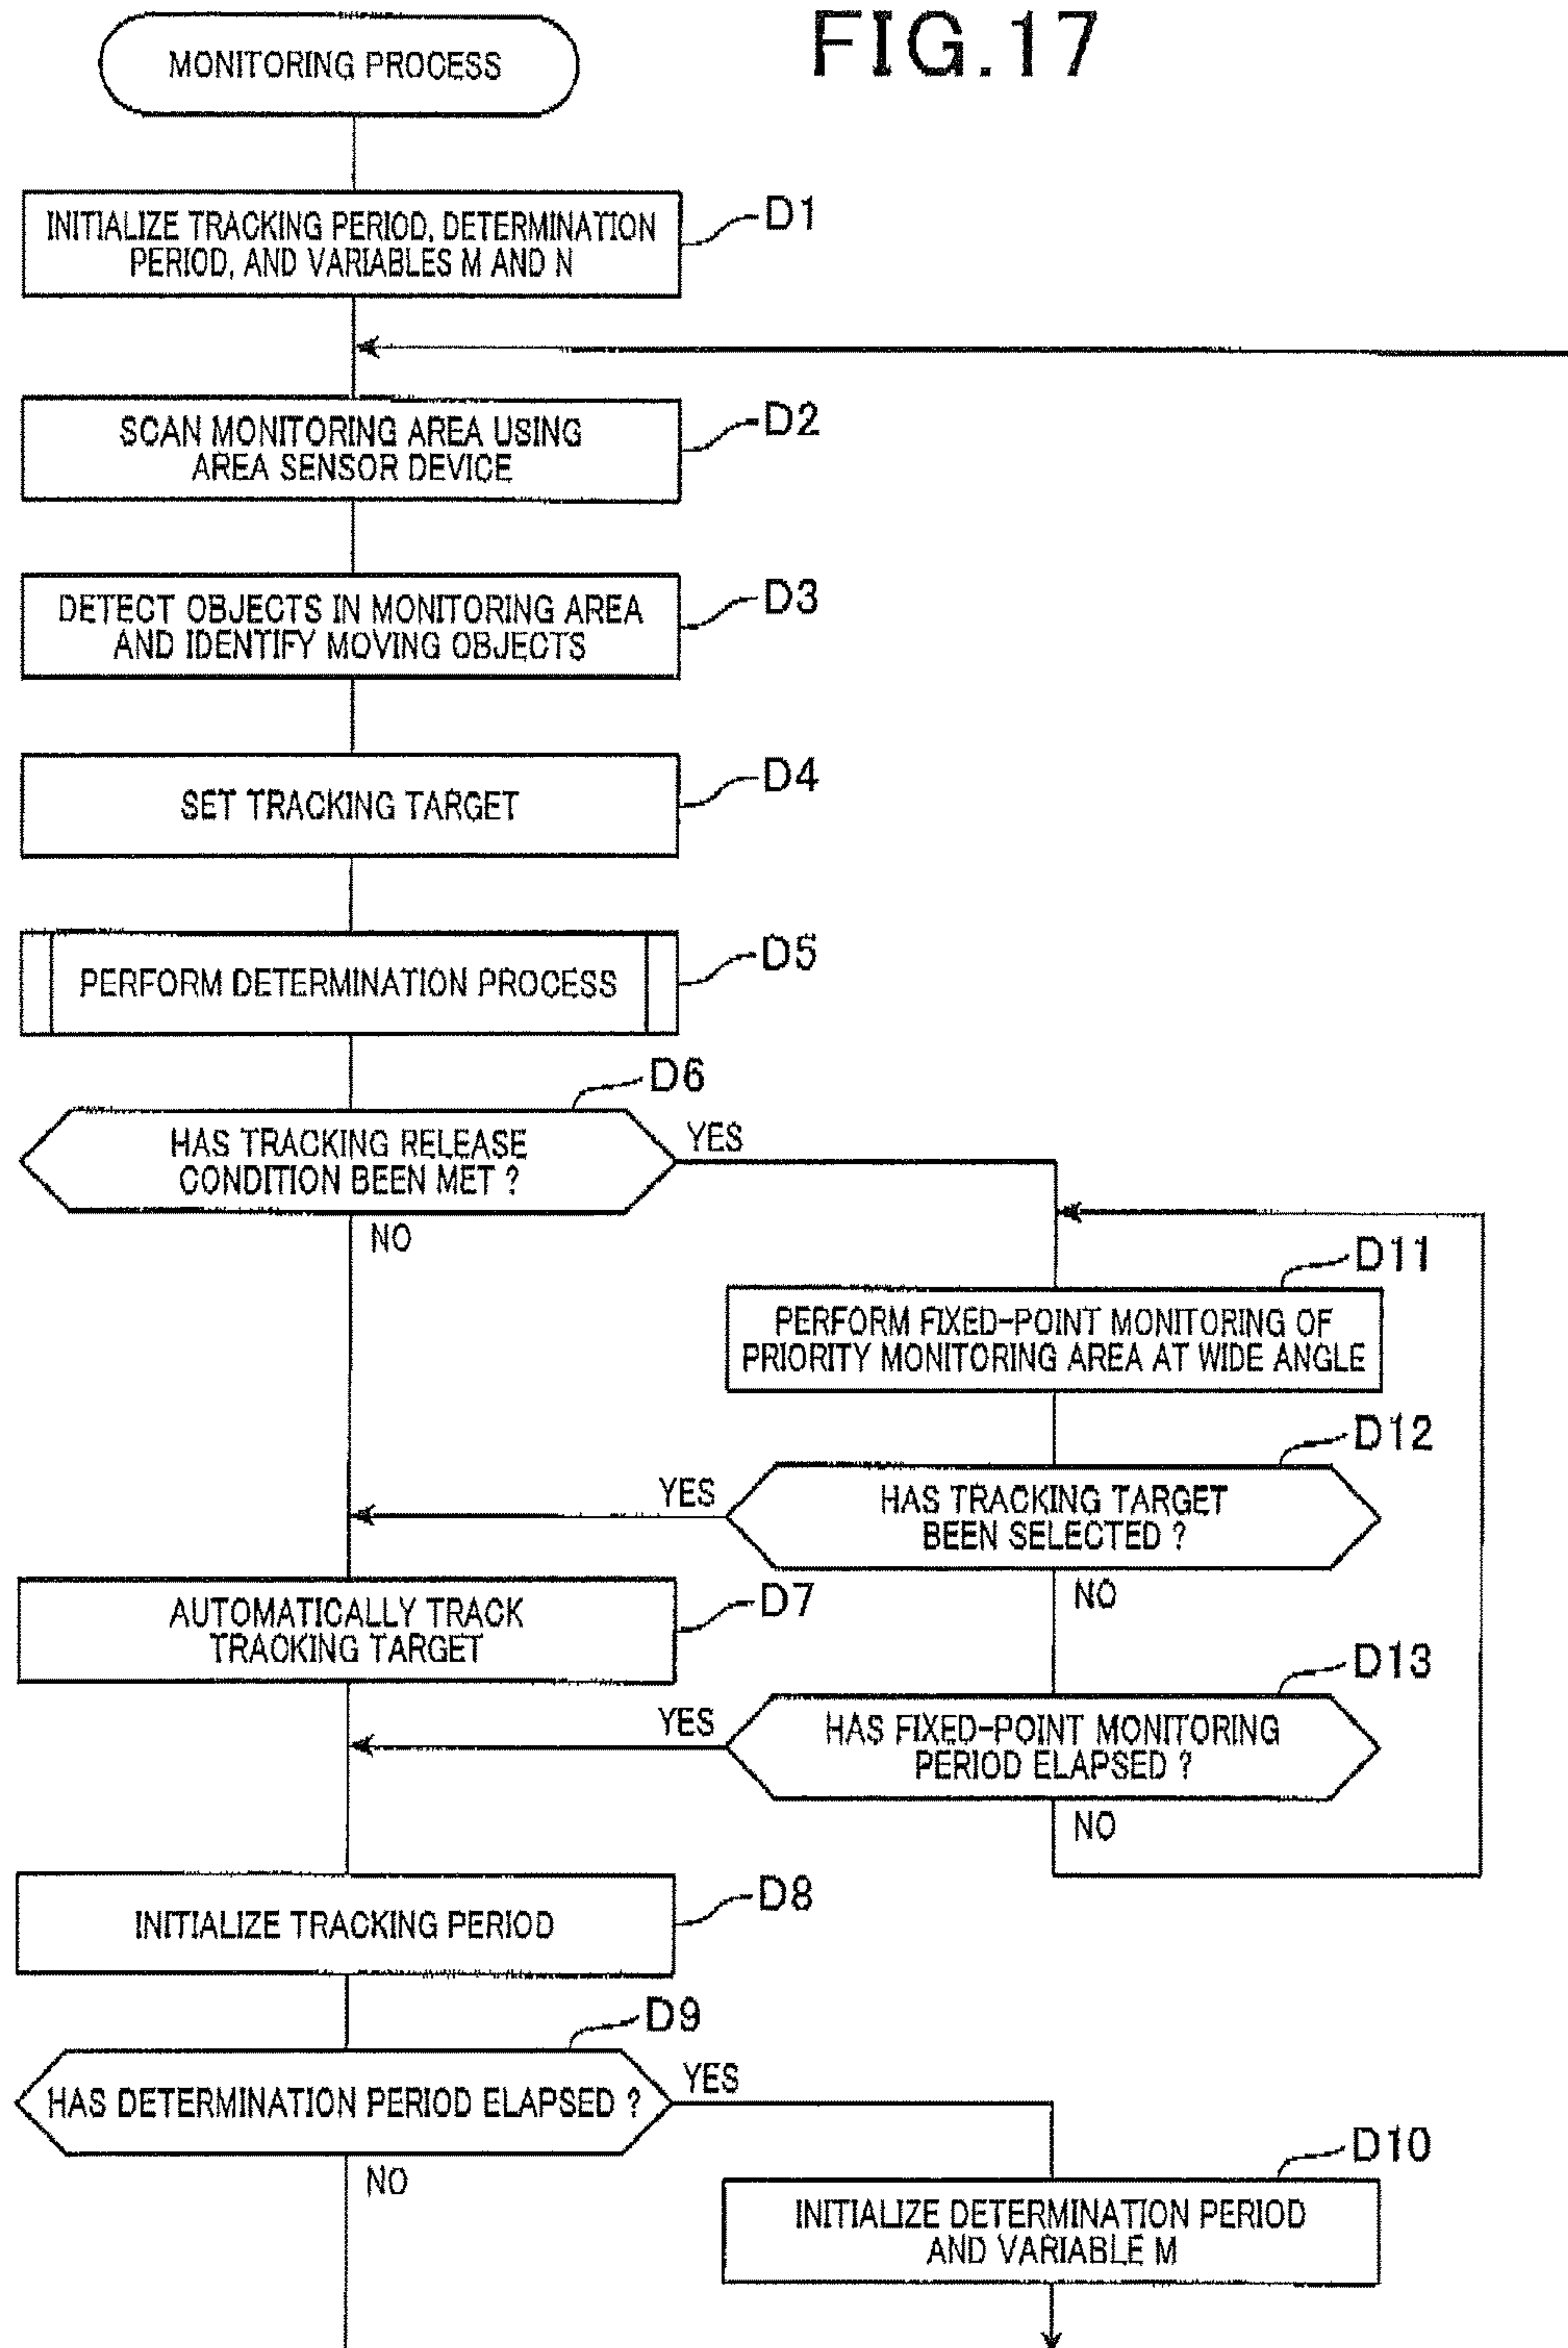 FIG.17
MONITORING PROCESS
D1
INITIALIZE TRACKING PERIOD, DETERMINATION
PERIOD, AND VARIABLES M AND N
D2
SCAN MONITORING AREA USING
AREA SENSOR DEVICE
D3
DETECT OBJECTS IN MONITORING AREA
AND IDENTIFY MOVING OBJECTS
D4
SET TRACKING TARGET
D5
PERFORM DETERMINATION PROCESS
D6
HAS TRACKING RELEASE
CONDITION BEEN MET ?
YES
NO
D11
PERFORM FIXED-POINT MONITORING OF
PRIORITY MONITORING AREA AT WIDE ANGLE
D12
HAS TRACKING TARGET
BEEN SELECTED ?
YES
NO
D7
AUTOMATICALLY TRACK
TRACKING TARGET
D13
HAS FIXED-POINT MONITORING
PERIOD ELAPSED ?
YES
NO
D8
INITIALIZE TRACKING PERIOD
D9
HAS DETERMINATION PERIOD ELAPSED ?
YES
NO
D10
INITIALIZE DETERMINATION PERIOD
AND VARIABLE M